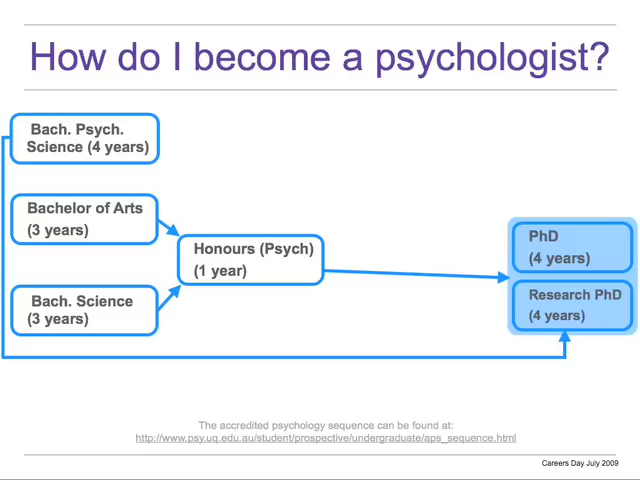 How do I become a psychologist?
Bach. Psych.
Science (4 years)
Bachelor of Arts
(3 years)
Honours (Psych)
(1 year)
Bach. Science
(3 years)
PhD
(4 years)
Research PhD
(4 years)
The accredited psychology sequence can be found at:
http://www.psy.uq.edu.au/student/prospective/undergraduate/aps_sequence.html
Careers Day July 2009